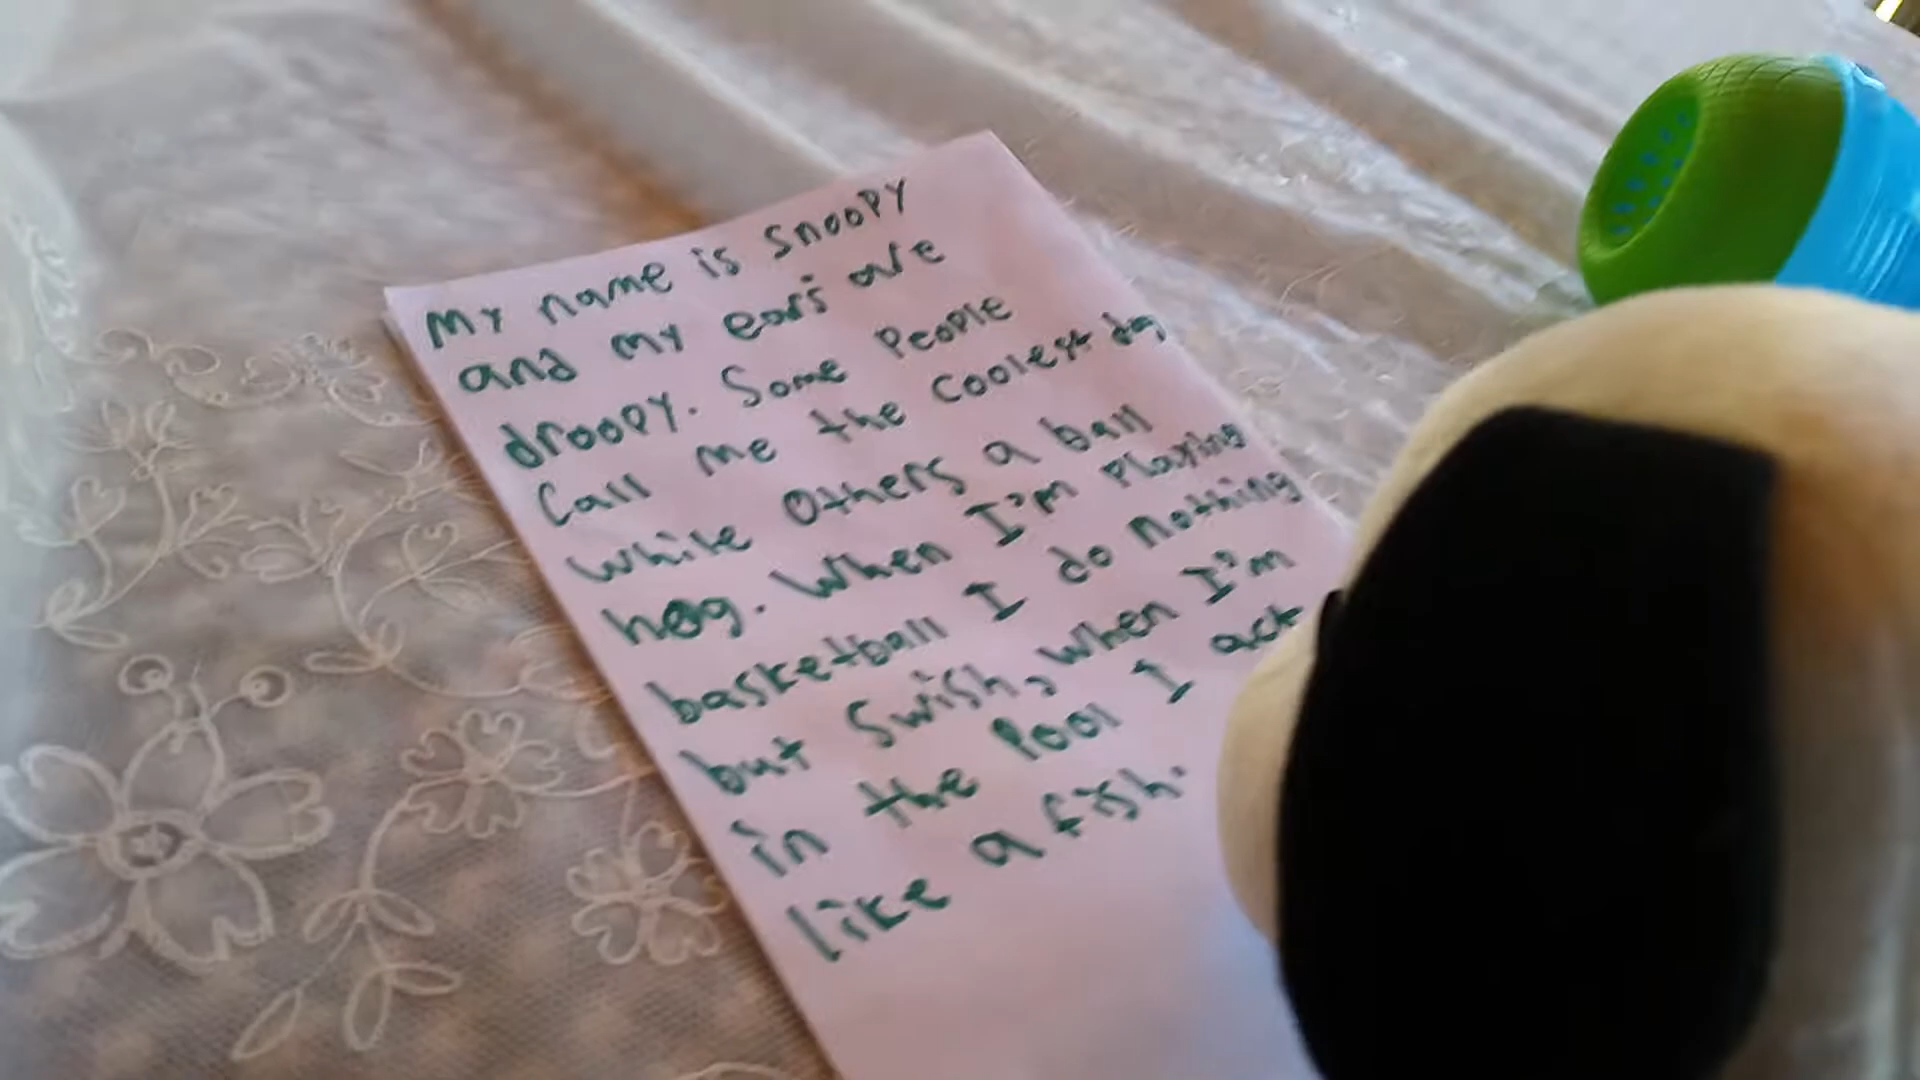 My name is Snoopy
and my ears are
droopy. Some People
Call me the coolest dog
while Others a ball
hog. When I'm Playing
basketball I do nothing
but Swish, when I'm
in the Pool I act
like a fish.